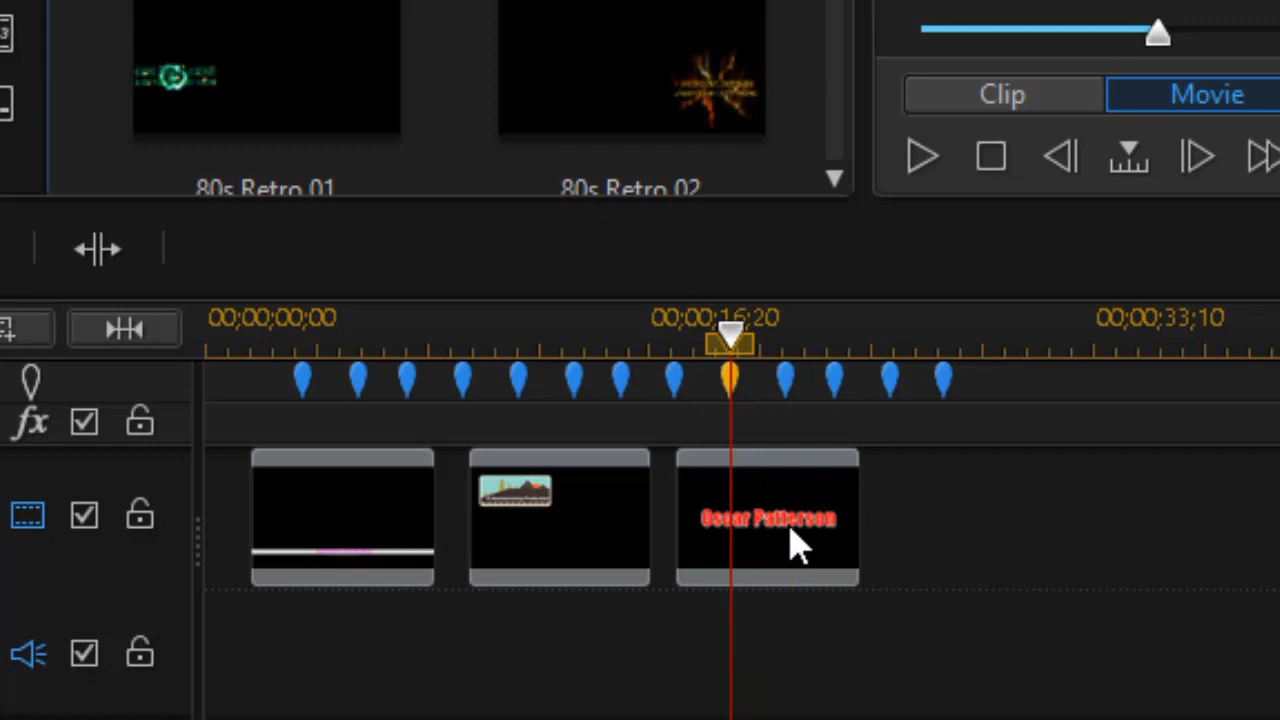 Clip
Movie
80s Retro 01
80s Retro 02
00;00;00;00
00;00;16;20
00;00;33;10
fx
Oscar Patterson